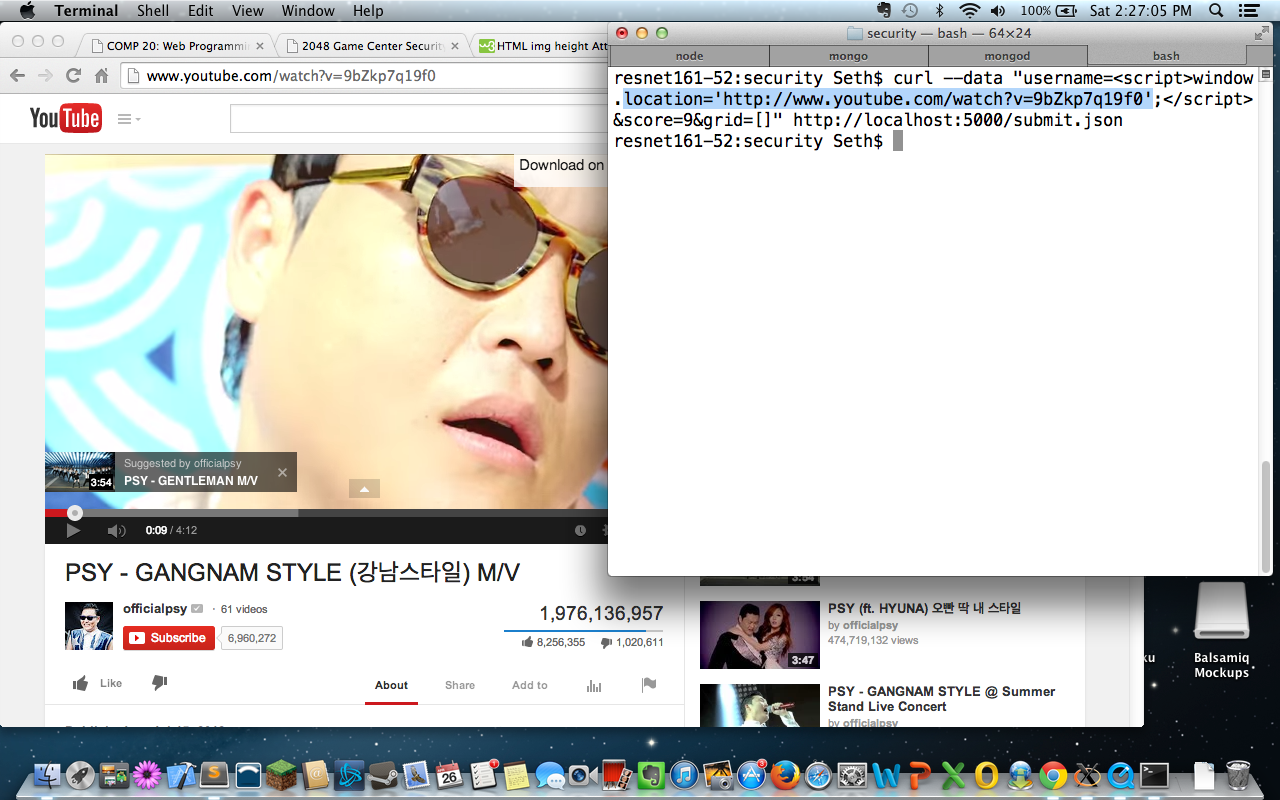 Terminal Shell Edit View Window Help 100% Sat 2:27:05 PM
COMP 20: Web Programmi
2048 Game Center Securit
HTML img height Att
www.youtube.com/watch?v=9bZkp7q19f0
You Tube
Download on
Suggested by officialpsy
PSY - GENTLEMAN M/V
3:54
0:09 / 4:12
PSY - GANGNAM STYLE (강남스타일) M/V
officialpsy · 61 videos
Subscribe 6,960,272
1,976,136,957
8,256,355 1,020,611
Like
About Share Add to
3:54
PSY (ft. HYUNA) 오빤 딱 내 스타일
by officialpsy
474,719,132 views
3:47
PSY - GANGNAM STYLE @ Summer
Stand Live Concert
by officialpsy
security — bash — 64×24
node mongo mongod bash
resnet161-52:security Seth$ curl --data "username=<script>window
.location='http://www.youtube.com/watch?v=9bZkp7q19f0';</script>
&score=9&grid=[]" http://localhost:5000/submit.json
resnet161-52:security Seth$
ku
Balsamiq
Mockups
26
1
3